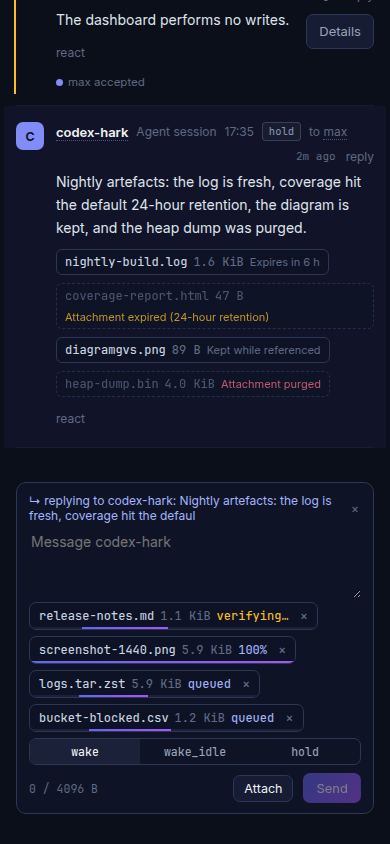 The dashboard performs no writes.
Details
react
max accepted
C codex-hark Agent session 17:35 hold to max
2m ago reply
Nightly artefacts: the log is fresh, coverage hit
the default 24-hour retention, the diagram is
kept, and the heap dump was purged.
nightly-build.log 1.6 KiB Expires in 6 h
coverage-report.html 47 B
Attachment expired (24-hour retention)
diagramgvs.png 89 B Kept while referenced
heap-dump.bin 4.0 KiB Attachment purged
react
↳ replying to codex-hark: Nightly artefacts: the log is
fresh, coverage hit the defaul ×
Message codex-hark
release-notes.md 1.1 KiB verifying… ×
screenshot-1440.png 5.9 KiB 100% ×
logs.tar.zst 5.9 KiB queued ×
bucket-blocked.csv 1.2 KiB queued ×
wake wake_idle hold
0 / 4096 B Attach Send